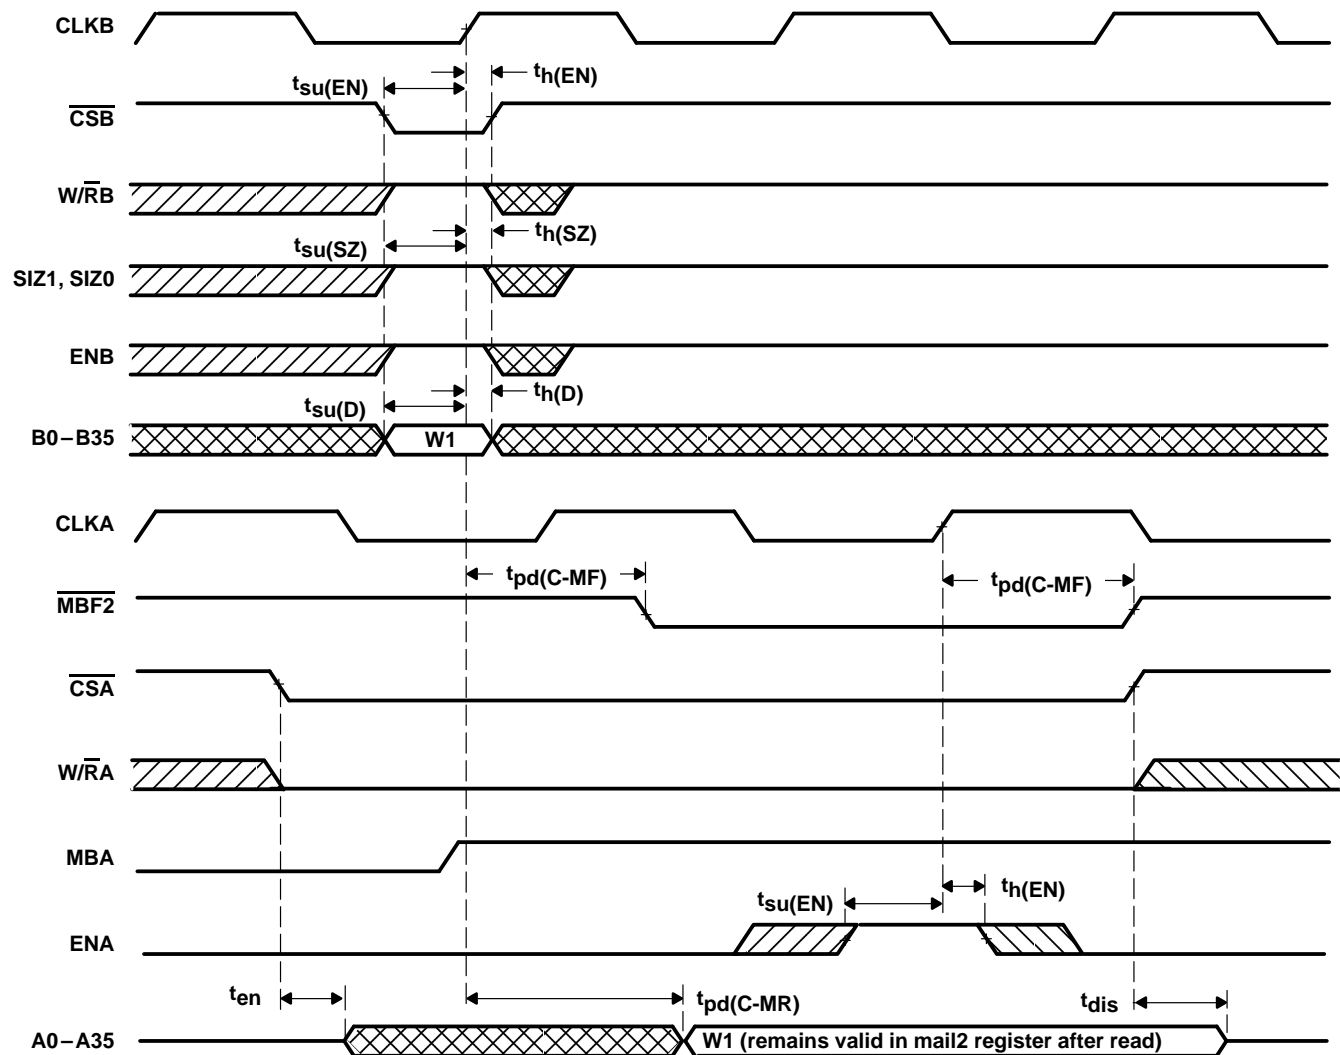 CLKB
tsu(EN)
th(EN)
CSB
W/RB
tsu(SZ)
th(SZ)
SIZ1, SIZ0
ENB
tsu(D)
th(D)
B0–B35
W1
CLKA
tpd(C-MF)
tpd(C-MF)
MBF2
CSA
W/RA
MBA
tsu(EN)
th(EN)
ENA
ten
tpd(C-MR)
tdis
A0–A35
W1 (remains valid in mail2 register after read)